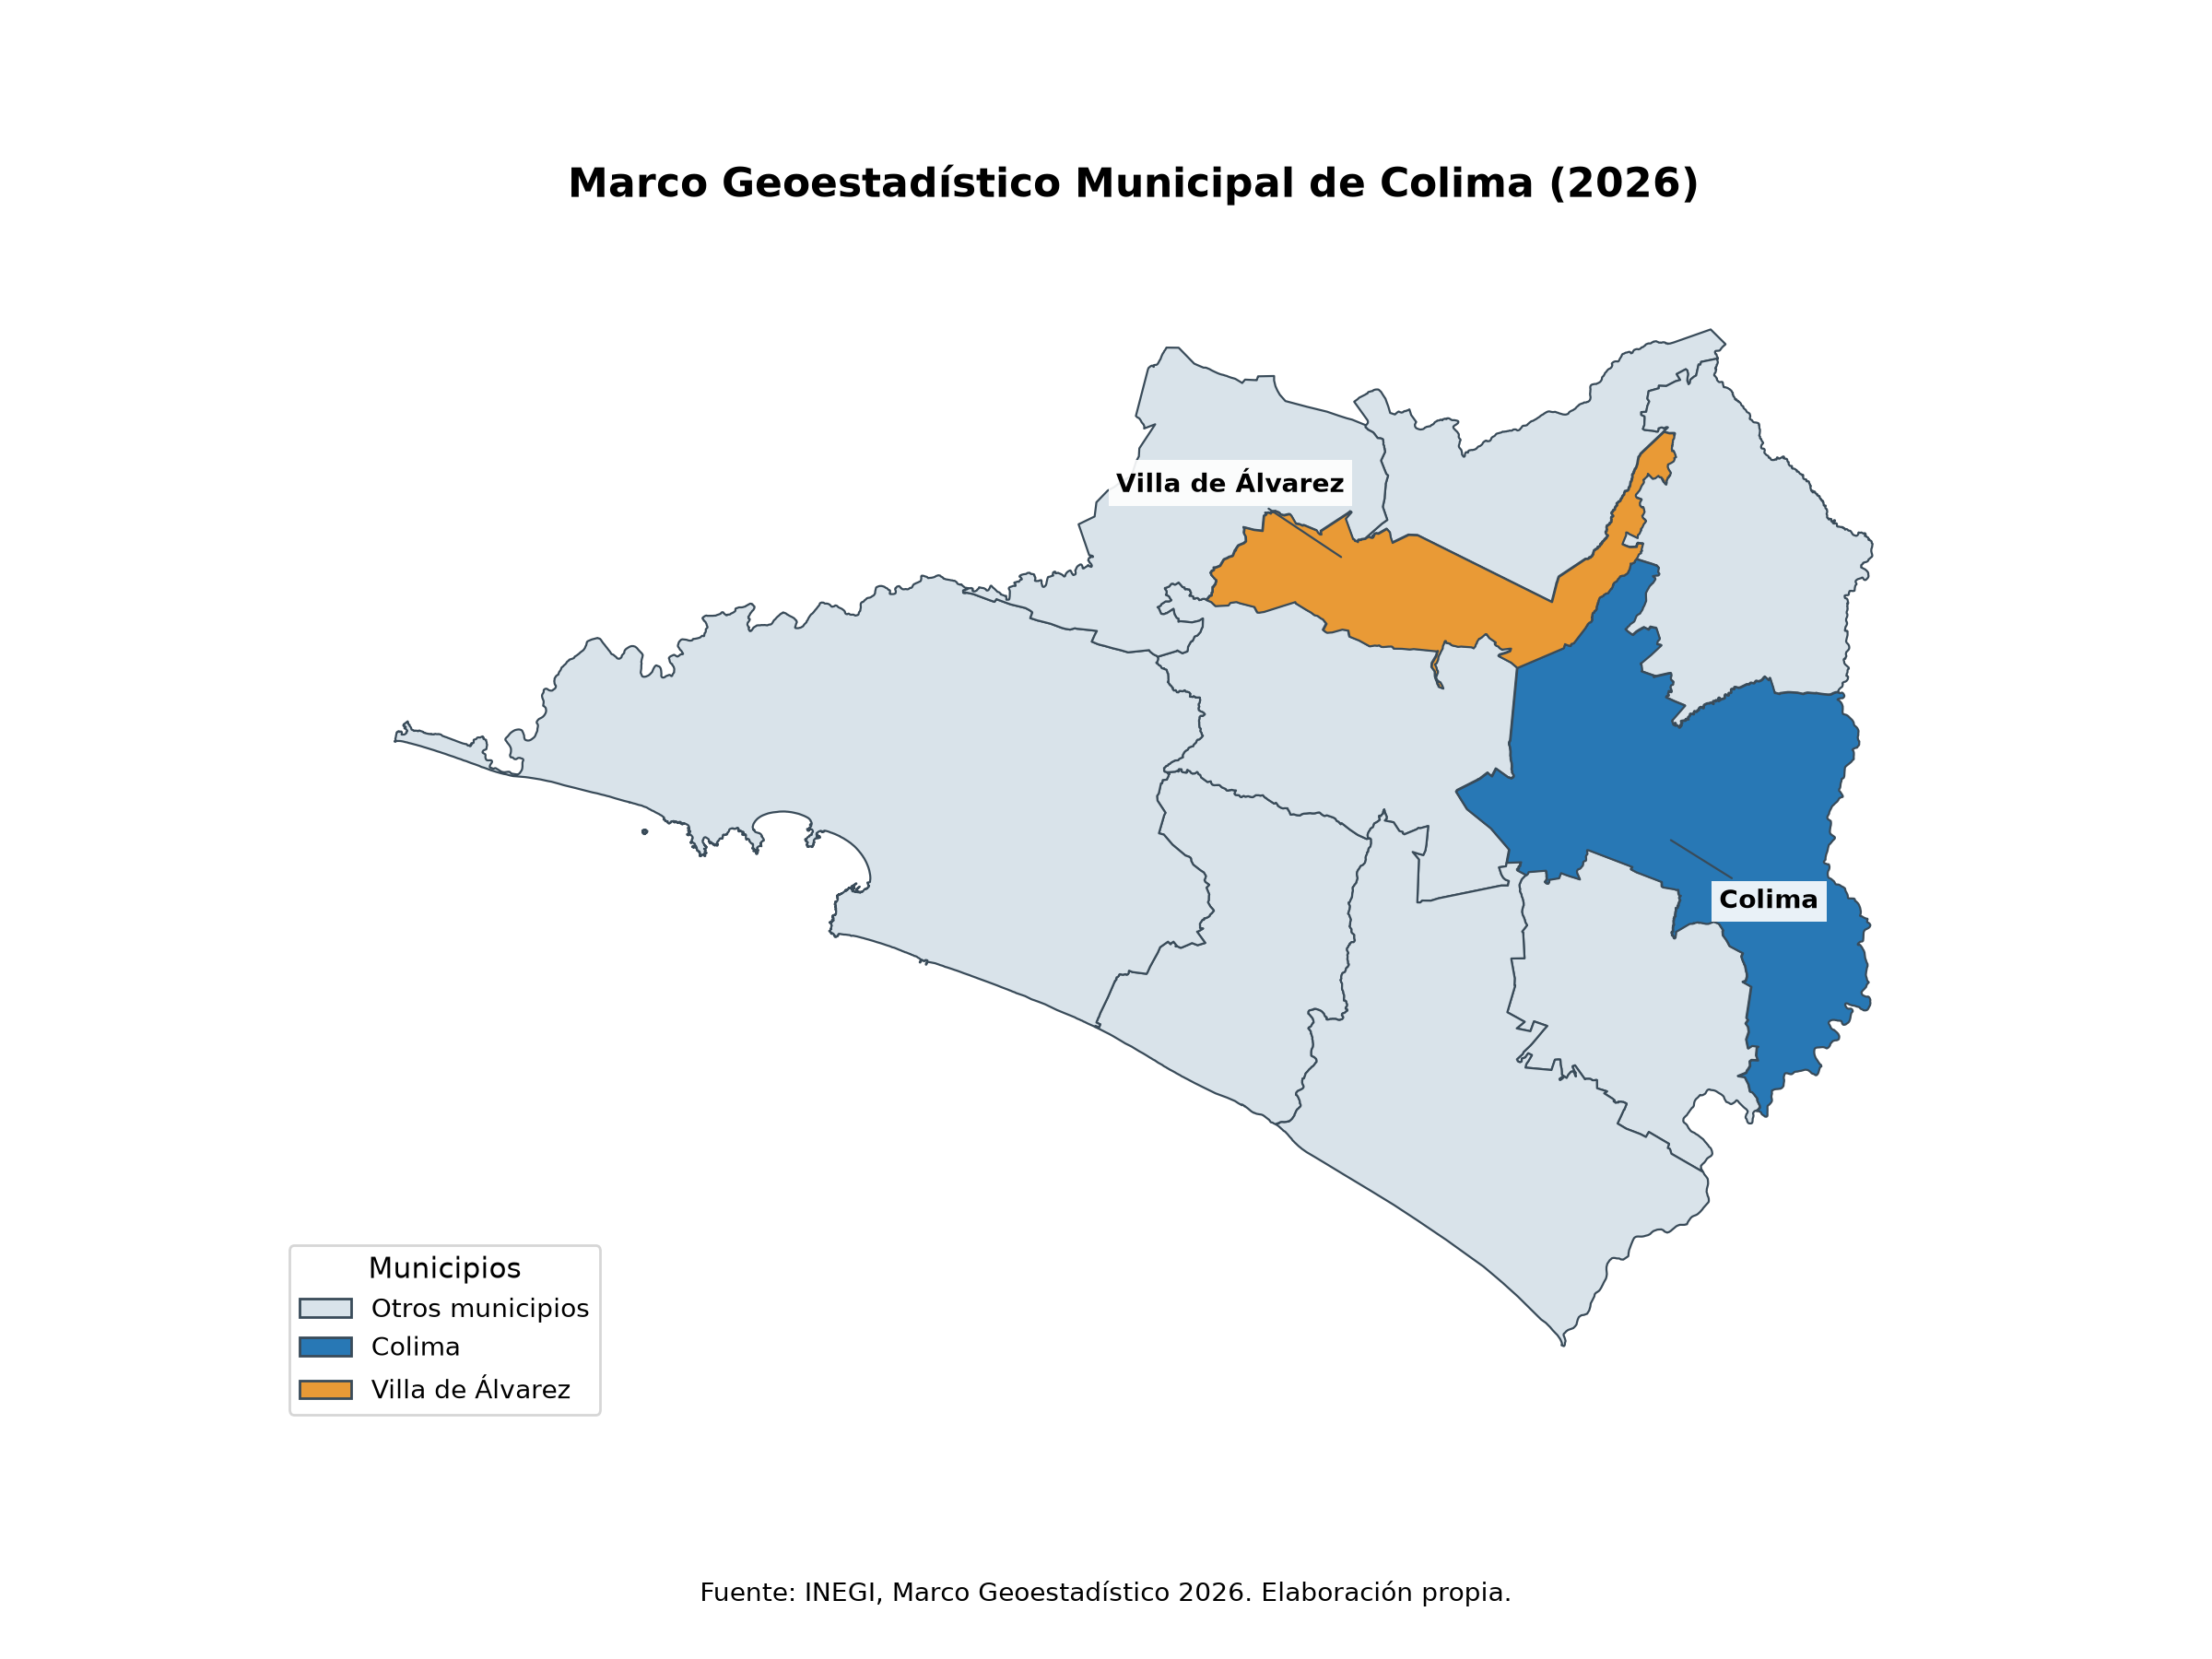 Marco Geoestadístico Municipal de Colima (2026)
Villa de Álvarez
Colima
Municipios
Otros municipios
Colima
Villa de Álvarez
Fuente: INEGI, Marco Geoestadístico 2026. Elaboración propia.